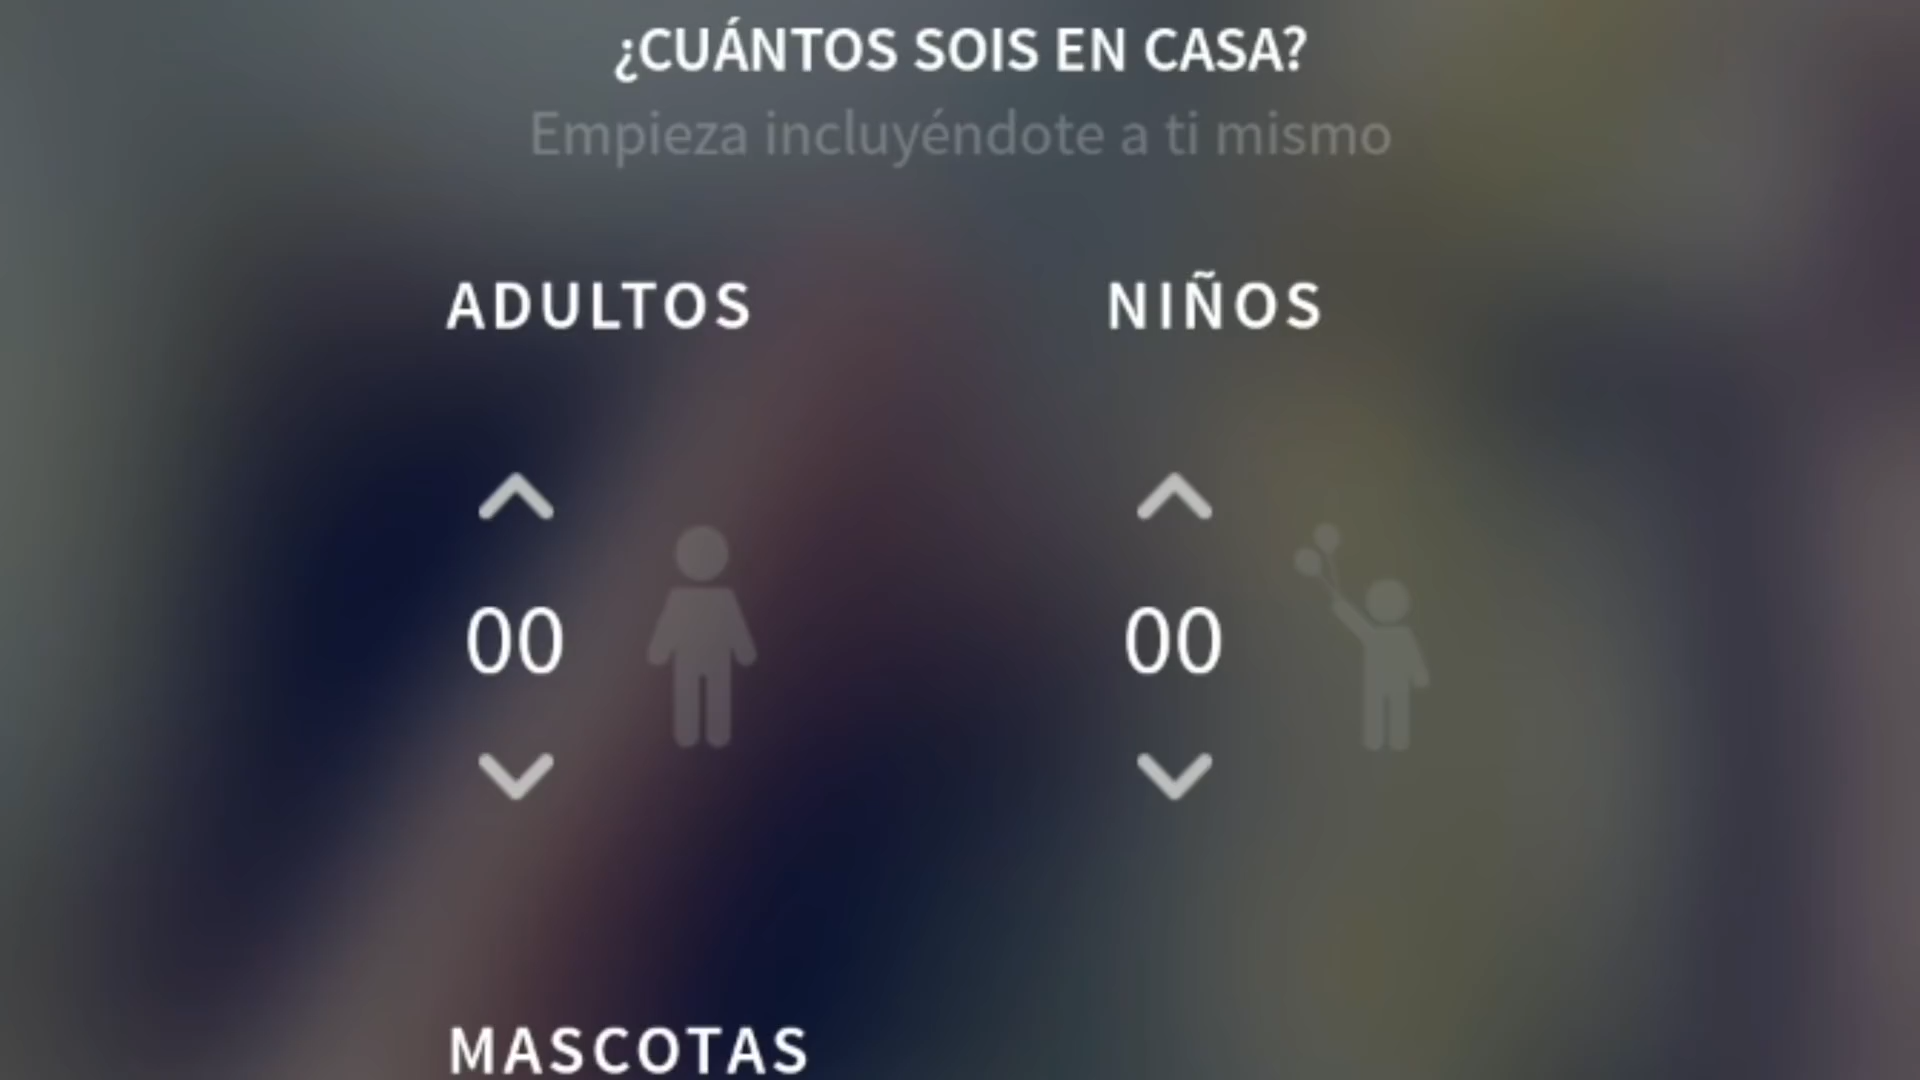 ¿CUÁNTOS SOIS EN CASA?
Empieza incluyéndote a ti mismo
ADULTOS
NIÑOS
00
00
MASCOTAS